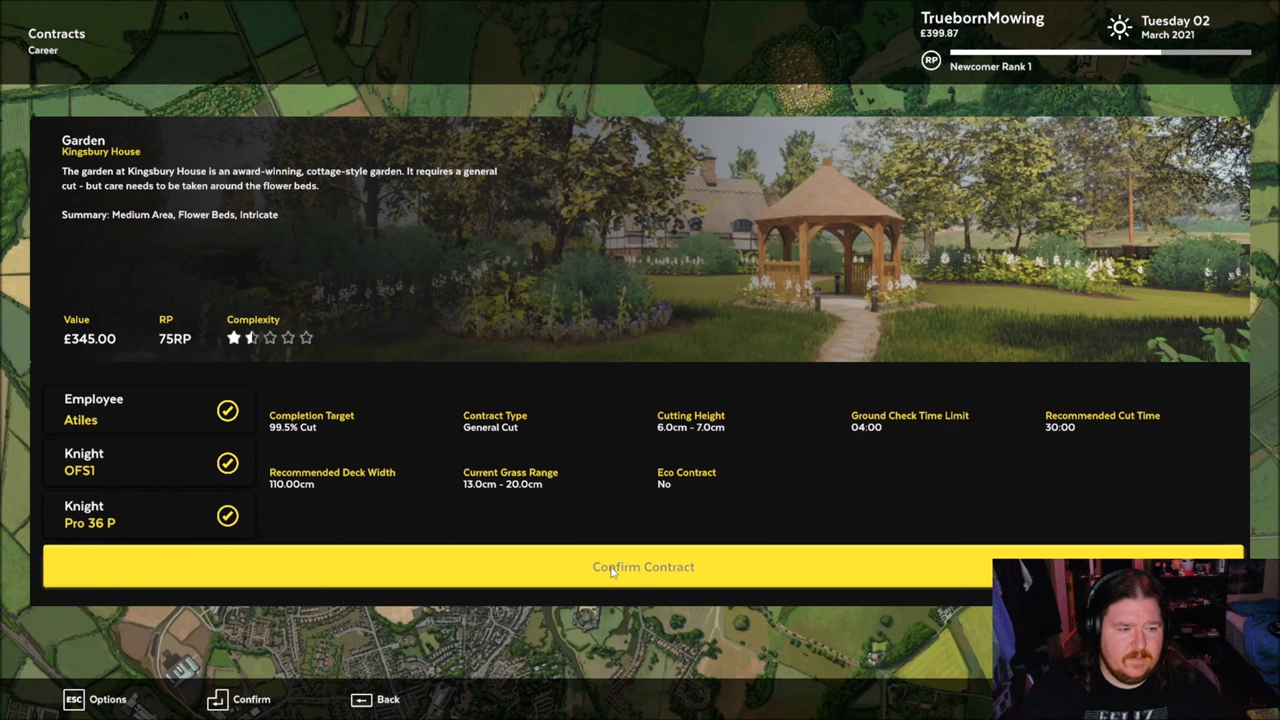 Contracts
Career
TruebornMowing
£399.87
Tuesday 02
March 2021
RP
Newcomer Rank 1
Garden
Kingsbury House
The garden at Kingsbury House is an award-winning, cottage-style garden. It requires a general
cut - but care needs to be taken around the flower beds.
Summary: Medium Area, Flower Beds, Intricate
Value
RP
Complexity
£345.00
75RP
Employee
Atiles
Knight
OFS1
Knight
Pro 36 P
Completion Target
99.5% Cut
Contract Type
General Cut
Cutting Height
6.0cm - 7.0cm
Ground Check Time Limit
04:00
Recommended Cut Time
30:00
Recommended Deck Width
110.00cm
Current Grass Range
13.0cm - 20.0cm
Eco Contract
No
Confirm Contract
ESC Options
Confirm
Back